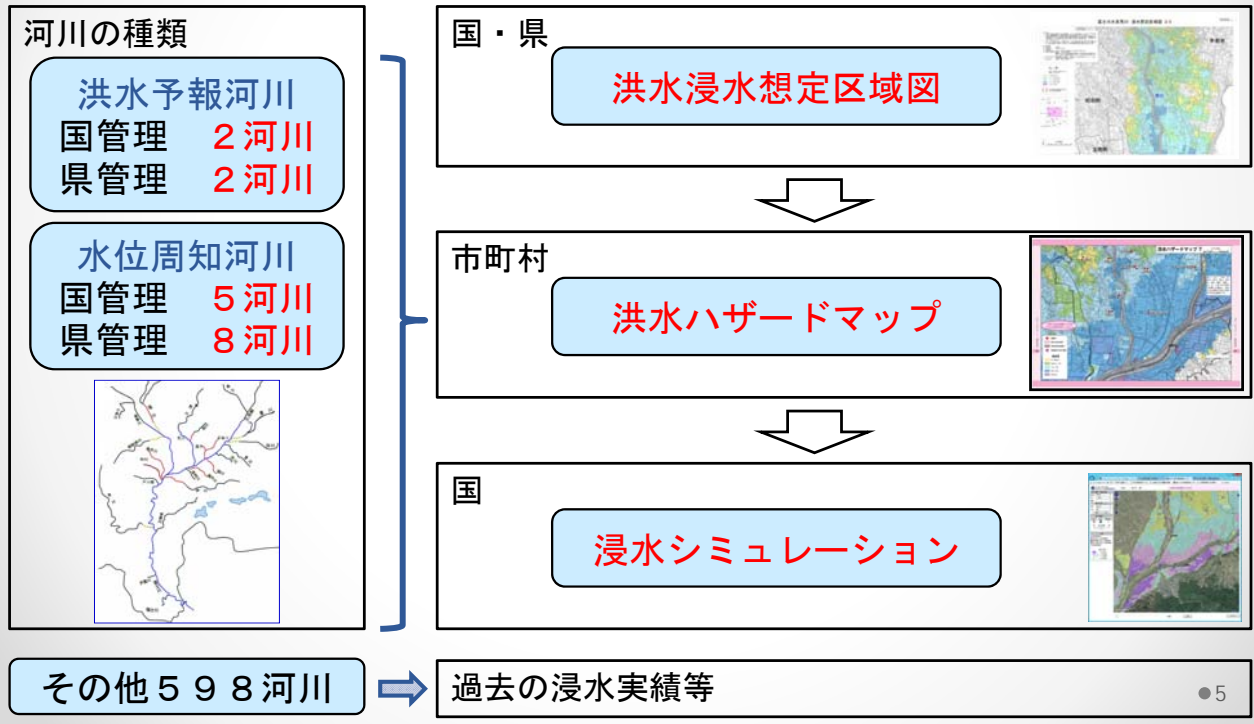 河川の種類
洪水予報河川
国管理　２河川
県管理　２河川
水位周知河川
国管理　５河川
県管理　８河川
その他５９８河川
国・県
洪水浸水想定区域図
市町村
洪水ハザードマップ
国
浸水シミュレーション
過去の浸水実績等
●5